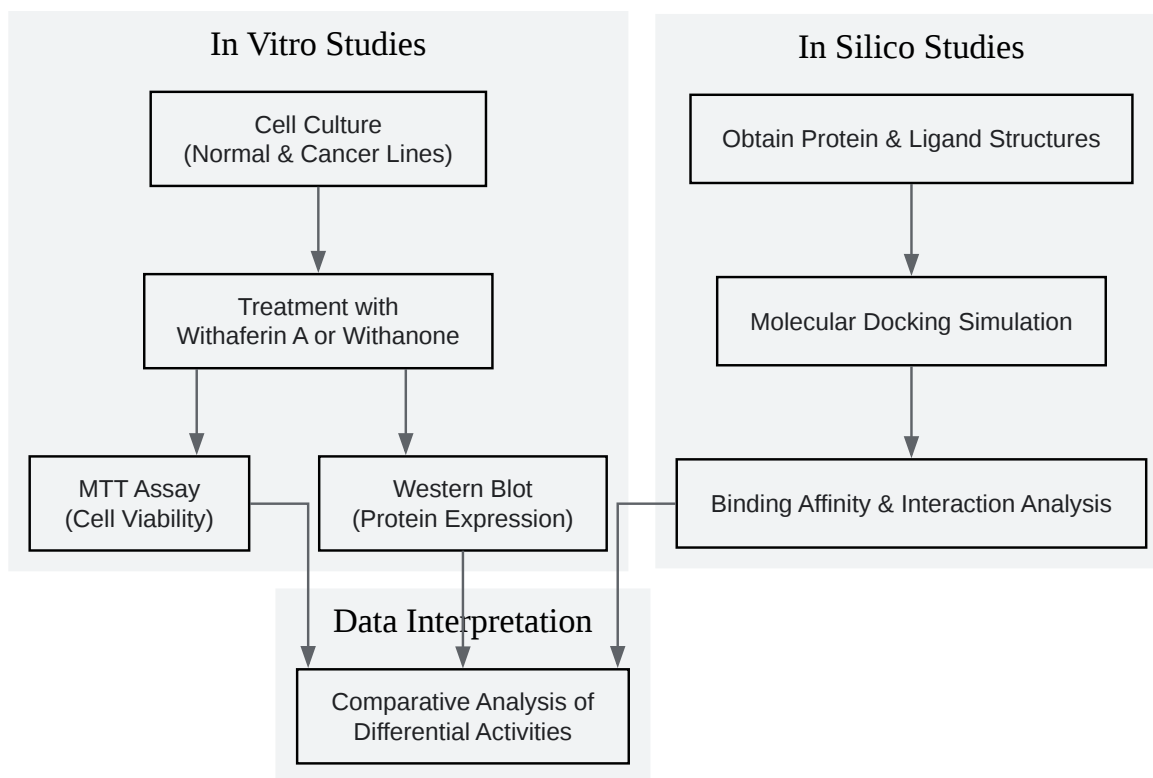 In Vitro Studies
Cell Culture
(Normal & Cancer Lines)
Treatment with
Withaferin A or Withanone
MTT Assay
(Cell Viability)
Western Blot
(Protein Expression)
In Silico Studies
Obtain Protein & Ligand Structures
Molecular Docking Simulation
Binding Affinity & Interaction Analysis
Data Interpretation
Comparative Analysis of
Differential Activities